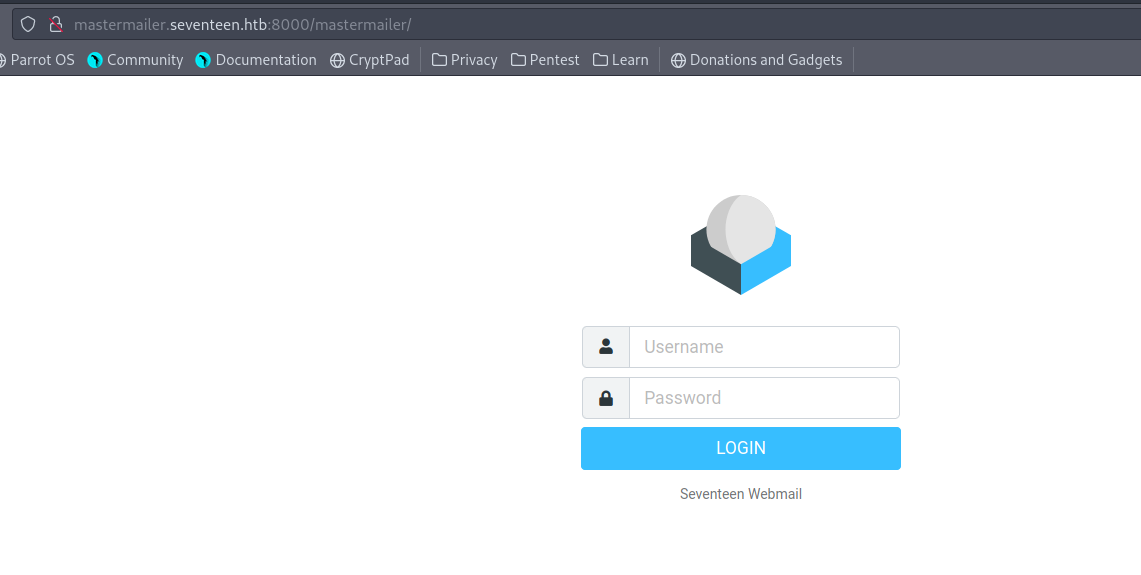 mastermailer.seventeen.htb:8000/mastermailer/
Parrot OS Community Documentation CryptPad Privacy Pentest Learn Donations and Gadgets
Username
Password
LOGIN
Seventeen Webmail